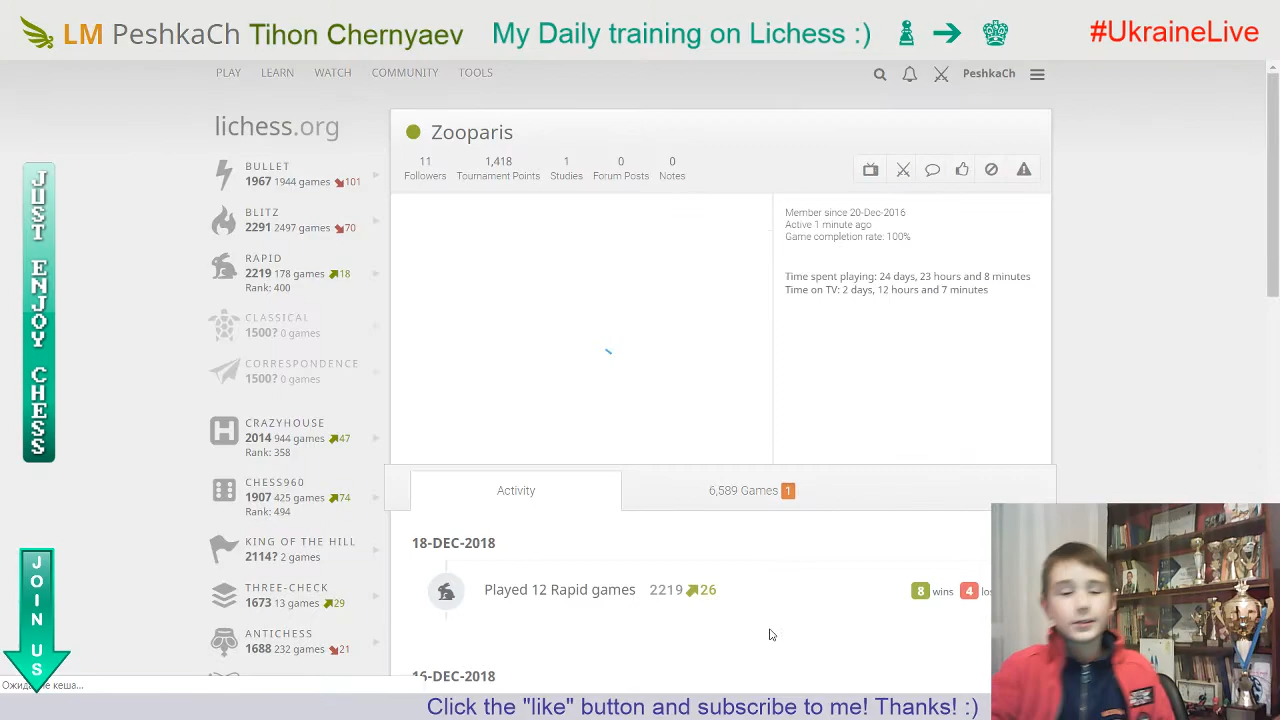 LM PeshkaCh Tihon Chernyaev
My Daily training on Lichess :)
#UkraineLive
PLAY LEARN WATCH COMMUNITY TOOLS
PeshkaCh
lichess.org
JUST ENJOY CHESS
JOIN US
BULLET
1967 1944 games 101
BLITZ
2291 2497 games 70
RAPID
2219 178 games 18
Rank: 400
CLASSICAL
1500? 0 games
CORRESPONDENCE
1500? 0 games
CRAZYHOUSE
2014 944 games 47
Rank: 358
CHESS960
1907 425 games 74
Rank: 494
KING OF THE HILL
2114? 2 games
THREE-CHECK
1673 13 games 29
ANTICHESS
1688 232 games 21
Zooparis
11 1,418 1 0 0
Followers Tournament Points Studies Forum Posts Notes
Member since 20-Dec-2016
Active 1 minute ago
Game completion rate: 100%
Time spent playing: 24 days, 23 hours and 8 minutes
Time on TV: 2 days, 12 hours and 7 minutes
Activity
6,589 Games 1
18-DEC-2018
Played 12 Rapid games 2219 26
8 wins 4 los
16-DEC-2018
Ожидание кеша...
Click the "like" button and subscribe to me! Thanks! :)